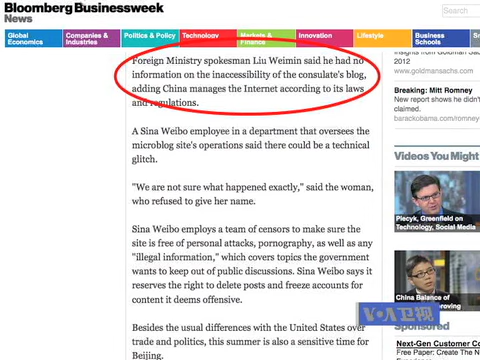 Bloomberg Businessweek
News
Search
Global
Economics
Companies &
Industries
Politics & Policy
Technology
Markets &
Finance
Innovation
Lifestyle
Business
Schools
Foreign Ministry spokesman Liu Weimin said he had no
information on the inaccessibility of the consulate's blog,
adding China manages the Internet according to its laws
and regulations.
A Sina Weibo employee in a department that oversees the
microblog site's operations said there could be a technical
glitch.
"We are not sure what happened exactly," said the woman,
who refused to give her name.
Sina Weibo employs a team of censors to make sure the
site is free of personal attacks, pornography, as well as any
"illegal information," which covers topics the government
wants to keep out of public discussions. Sina Weibo says it
reserves the right to delete posts and freeze accounts for
content it deems offensive.
Besides the usual differences with the United States over
trade and politics, this summer is also a sensitive time for
Beijing.
Insights from Goldman Sac
2012
www.goldmansachs.com
Breaking: Mitt Romney
New report shows he didn'
claimed.
barackobama.com/romney
Videos You Might
Piecyk, Greenfield on
Technology, Social Media
China Balance of
roving
VOA卫视
Sponsored
Next-Gen Customer Co
Free Paper: Create The N
Experience